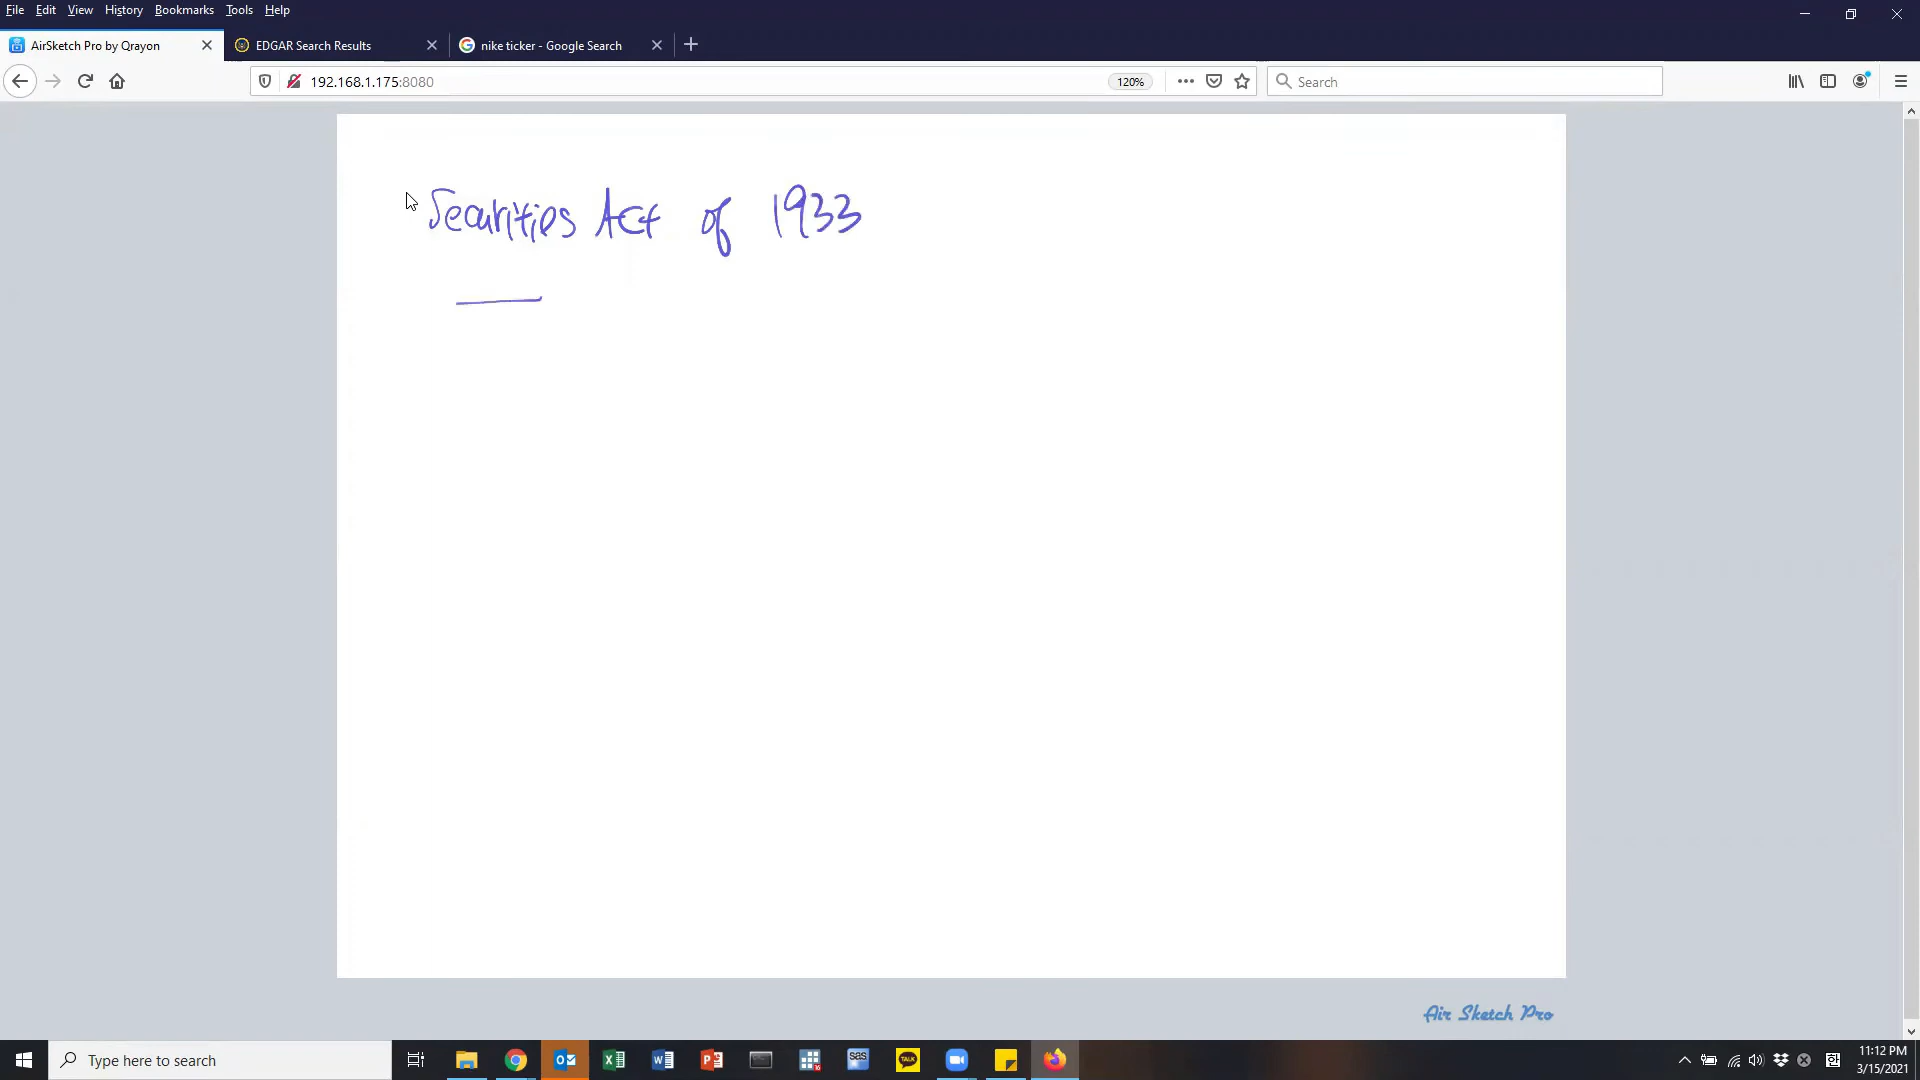 File Edit View History Bookmarks Tools Help
AirSketch Pro by Qrayon
EDGAR Search Results
nike ticker - Google Search
192.168.1.175:8080
120%
Search
Securities Act of 1933
Air Sketch Pro
Type here to search
sas
TALK
11:12 PM
3/15/2021